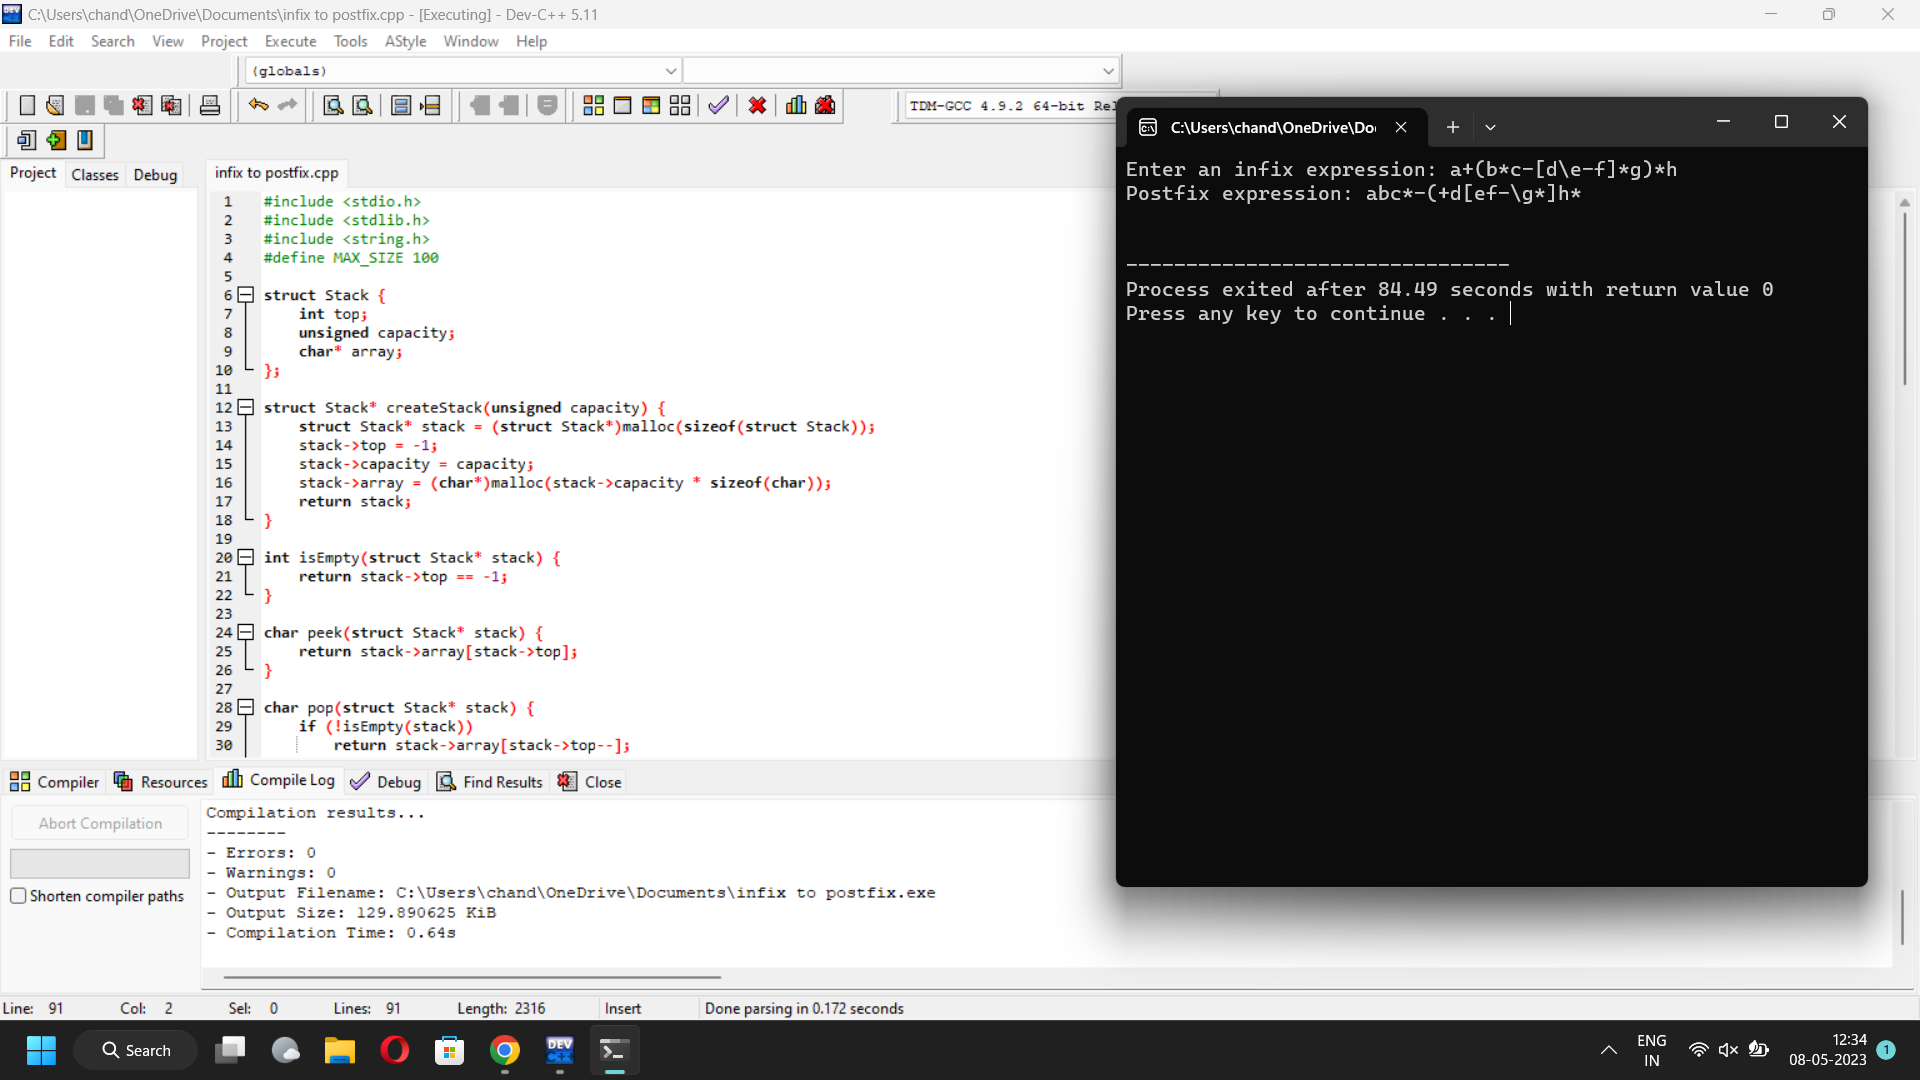 C:\Users\chand\OneDrive\Documents\infix to postfix.cpp - [Executing] - Dev-C++ 5.11
File Edit Search View Project Execute Tools AStyle Window Help
(globals)
TDM-GCC 4.9.2 64-bit Rel
Project Classes Debug
infix to postfix.cpp
1 #include <stdio.h>
2 #include <stdlib.h>
3 #include <string.h>
4 #define MAX_SIZE 100
5
6 struct Stack {
7 int top;
8 unsigned capacity;
9 char* array;
10 };
11
12 struct Stack* createStack(unsigned capacity) {
13 struct Stack* stack = (struct Stack*)malloc(sizeof(struct Stack));
14 stack->top = -1;
15 stack->capacity = capacity;
16 stack->array = (char*)malloc(stack->capacity * sizeof(char));
17 return stack;
18 }
19
20 int isEmpty(struct Stack* stack) {
21 return stack->top == -1;
22 }
23
24 char peek(struct Stack* stack) {
25 return stack->array[stack->top];
26 }
27
28 char pop(struct Stack* stack) {
29 if (!isEmpty(stack))
30 return stack->array[stack->top--];
C:\Users\chand\OneDrive\Do
Enter an infix expression: a+(b*c-[d\e-f]*g)*h
Postfix expression: abc*-(+d[ef-\g*]h*
--------------------------------
Process exited after 84.49 seconds with return value 0
Press any key to continue . . .
Compiler Resources Compile Log Debug Find Results Close
Abort Compilation
Shorten compiler paths
Compilation results...
--------
- Errors: 0
- Warnings: 0
- Output Filename: C:\Users\chand\OneDrive\Documents\infix to postfix.exe
- Output Size: 129.890625 KiB
- Compilation Time: 0.64s
Line: 91 Col: 2 Sel: 0 Lines: 91 Length: 2316 Insert Done parsing in 0.172 seconds
Search
DEV C++
ENG
IN
12:34
08-05-2023
1